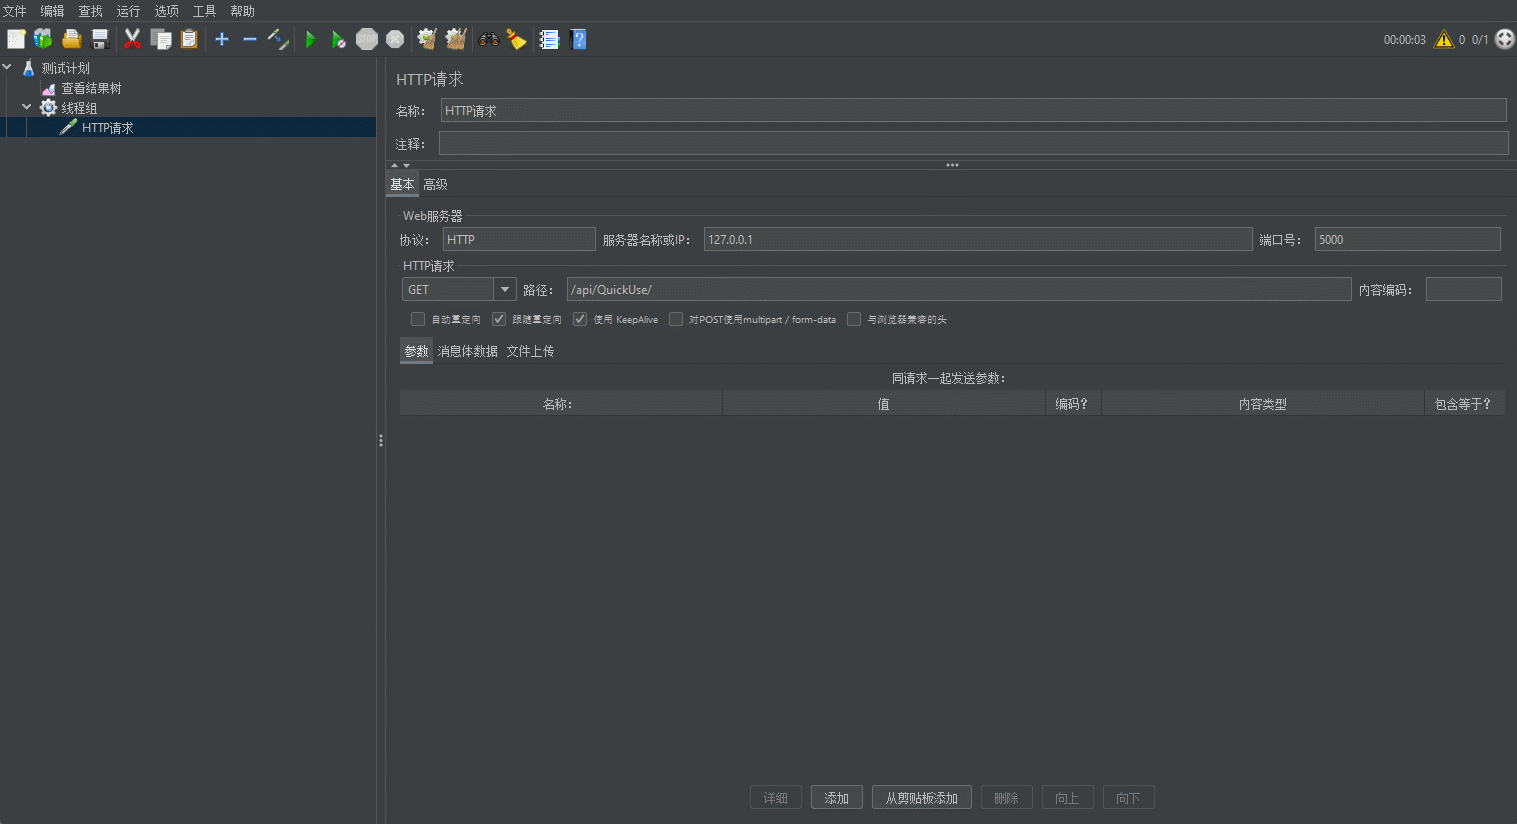 文件 编辑 查找 运行 选项 工具 帮助
STOP 00:00:03 0 0/1
测试计划
查看结果树
线程组
HTTP请求
HTTP请求
名称： HTTP请求
注释：
基本 高级
Web服务器
协议： HTTP 服务器名称或IP： 127.0.0.1 端口号： 5000
HTTP请求
GET 路径： /api/QuickUse/ 内容编码：
自动重定向 跟随重定向 使用 KeepAlive 对POST使用multipart / form-data 与浏览器兼容的头
参数 消息体数据 文件上传
同请求一起发送参数：
名称： 值 编码？ 内容类型 包含等于？
详细 添加 从剪贴板添加 删除 向上 向下